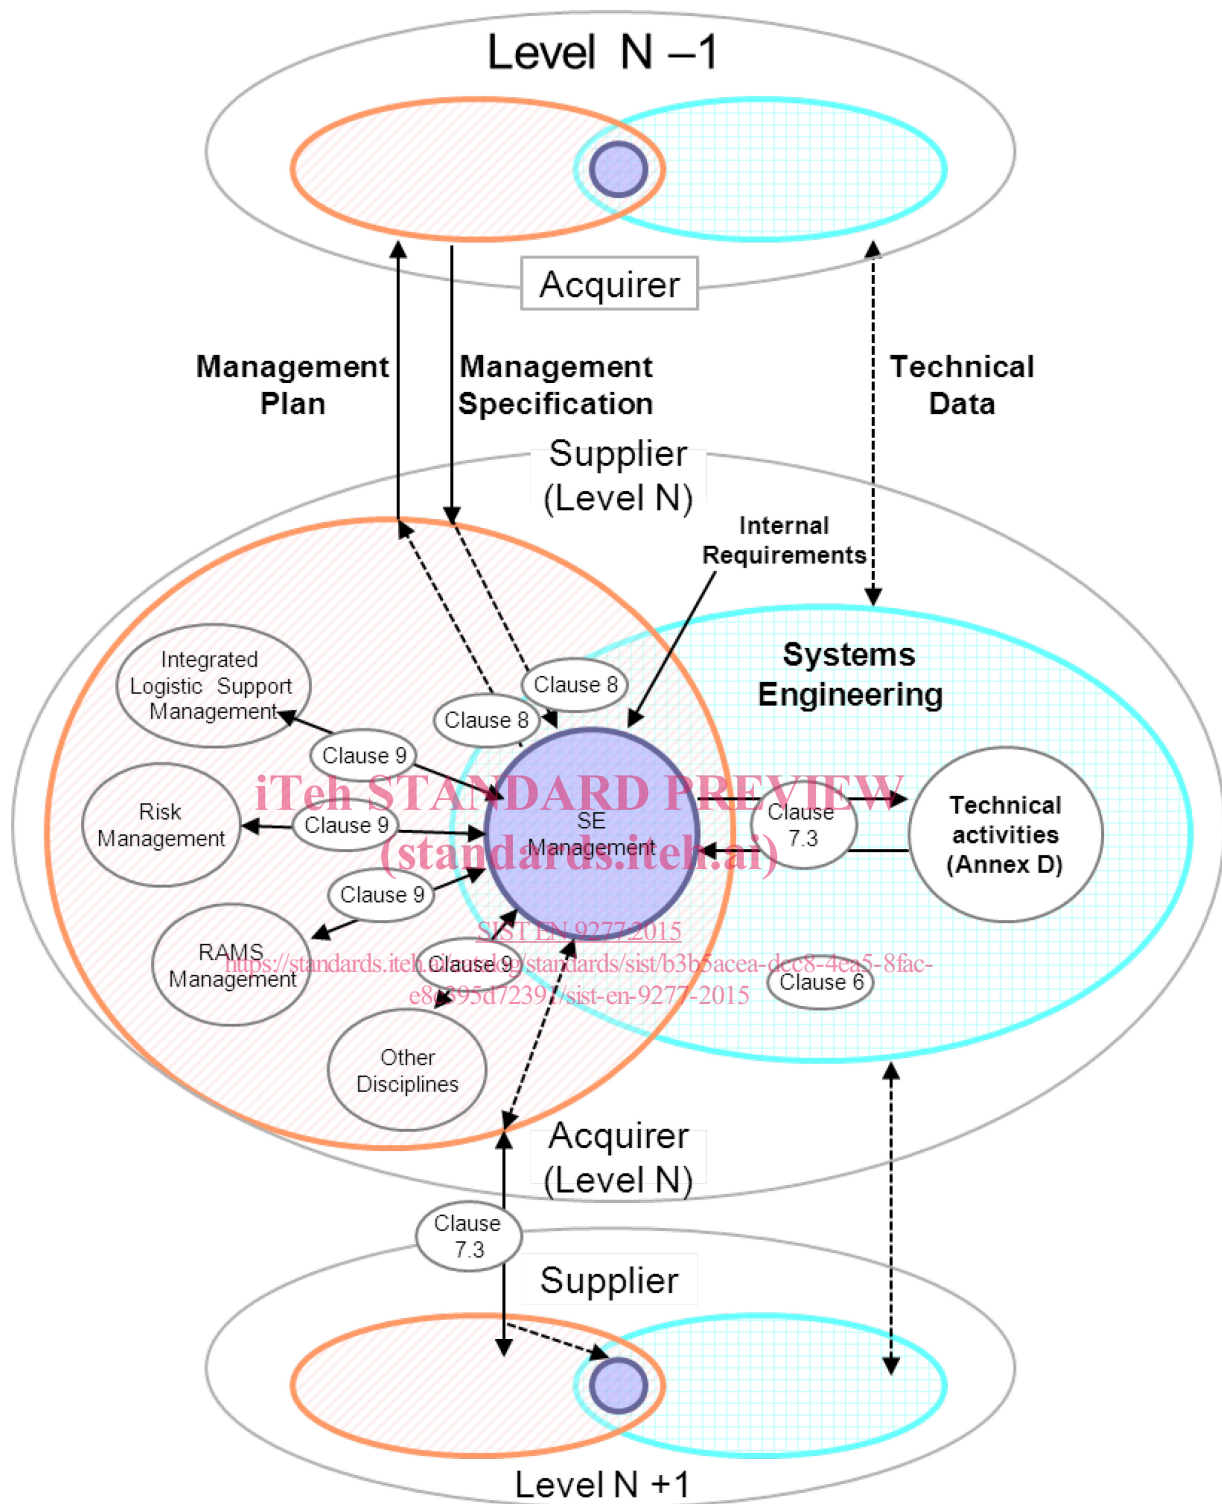 Level N –1
Acquirer
Management
Plan
Management
Specification
Technical
Data
Supplier
(Level N)
Internal
Requirements
Systems
Engineering
Integrated
Logistic Support
Management
Clause 8
Clause 8
Clause 9
Risk
Management
Clause 9
SE
Management
Clause
7.3
Technical
activities
(Annex D)
iTeh STANDARD PREVIEW
(standards.iteh.ai)
Clause 9
RAMS
Management
Clause 9
SIST EN 9277:2015
https://standards.iteh.ai/catalog/standards/sist/b3b5acea-dcc8-4ea5-8fac-
e8c395d72391/sist-en-9277-2015
Clause 6
Other
Disciplines
Acquirer
(Level N)
Clause
7.3
Supplier
Level N +1